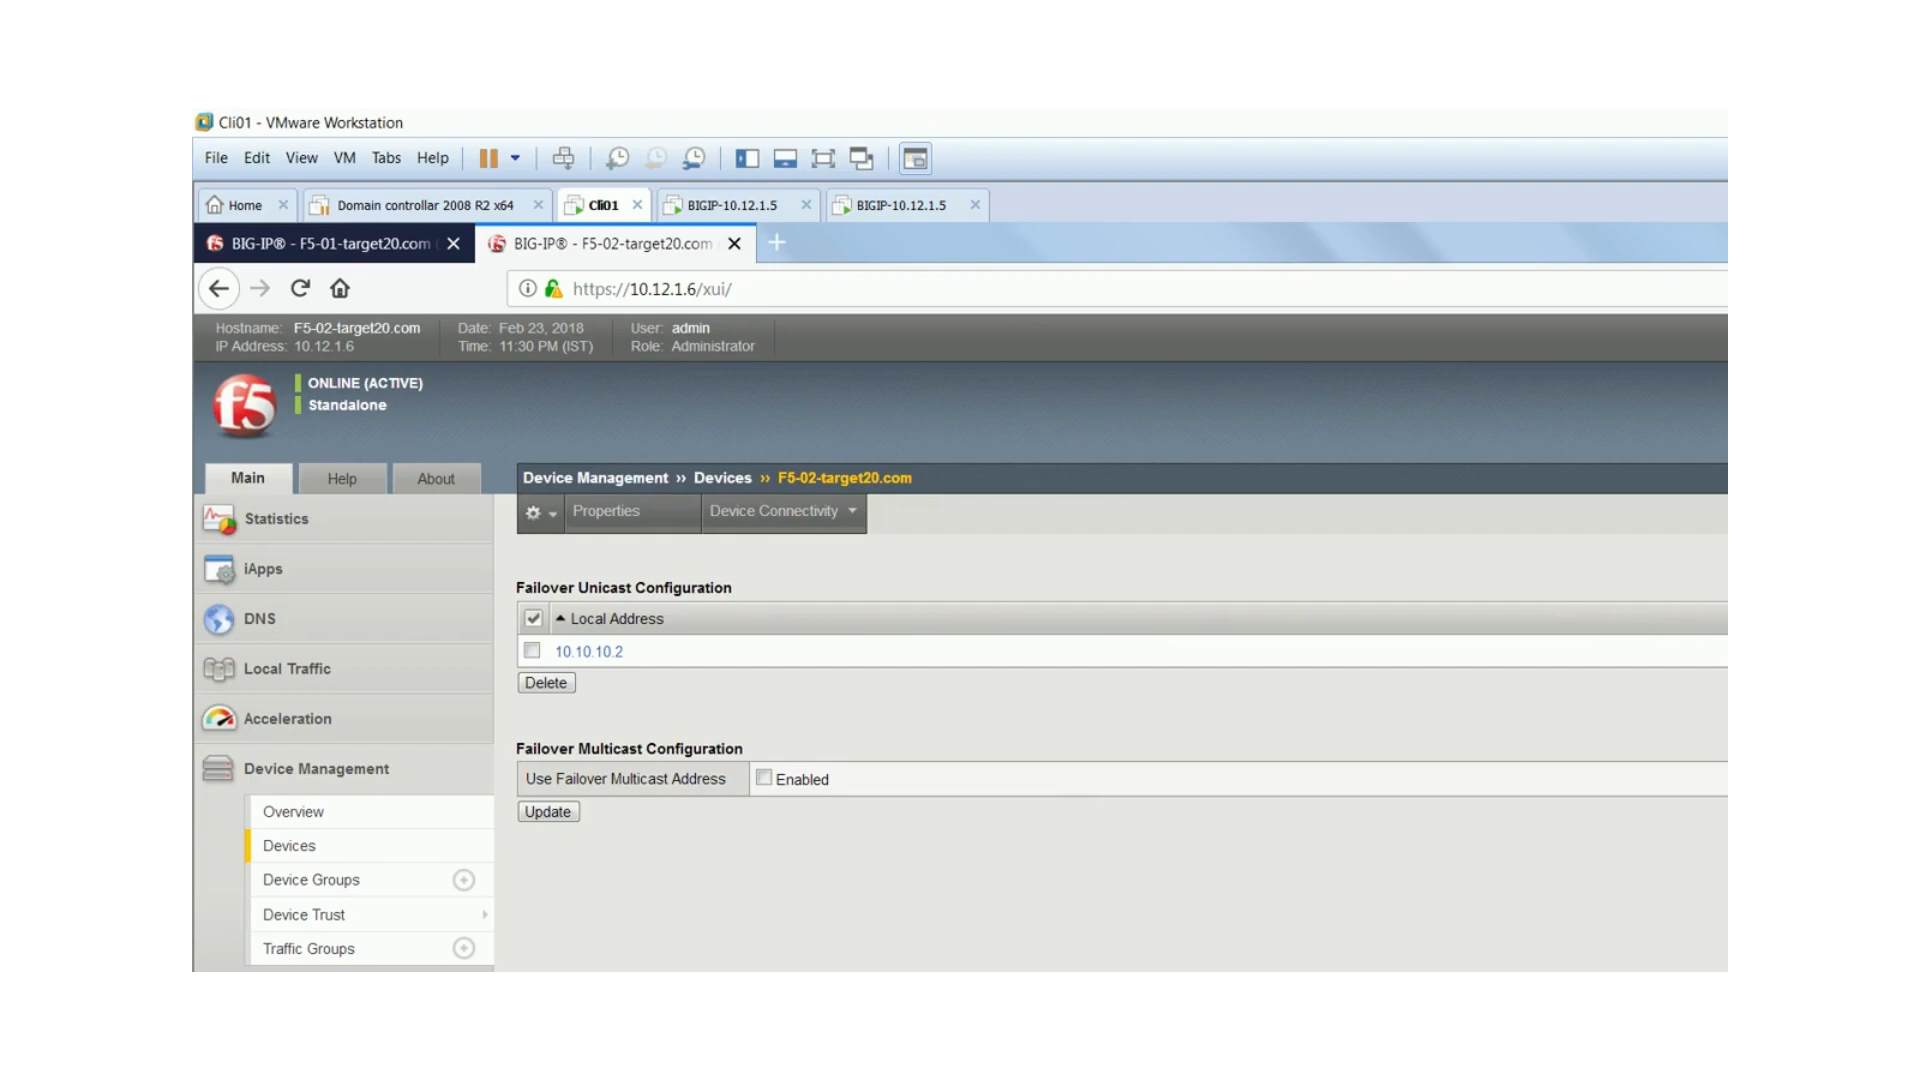 Cli01 - VMware Workstation
File Edit View VM Tabs Help
Home Domain controllar 2008 R2 x64 Cli01 BIGIP-10.12.1.5 BIGIP-10.12.1.5
BIG-IP® - F5-01-target20.com ( BIG-IP® - F5-02-target20.com
https://10.12.1.6/xui/
Hostname: F5-02-target20.com Date: Feb 23, 2018 User: admin
IP Address: 10.12.1.6 Time: 11:30 PM (IST) Role: Administrator
f5
ONLINE (ACTIVE)
Standalone
Main Help About
Device Management ›› Devices ›› F5-02-target20.com
Properties Device Connectivity
Statistics
iApps
DNS
Local Traffic
Acceleration
Device Management
Overview
Devices
Device Groups
Device Trust
Traffic Groups
Failover Unicast Configuration
Local Address
10.10.10.2
Delete
Failover Multicast Configuration
Use Failover Multicast Address Enabled
Update